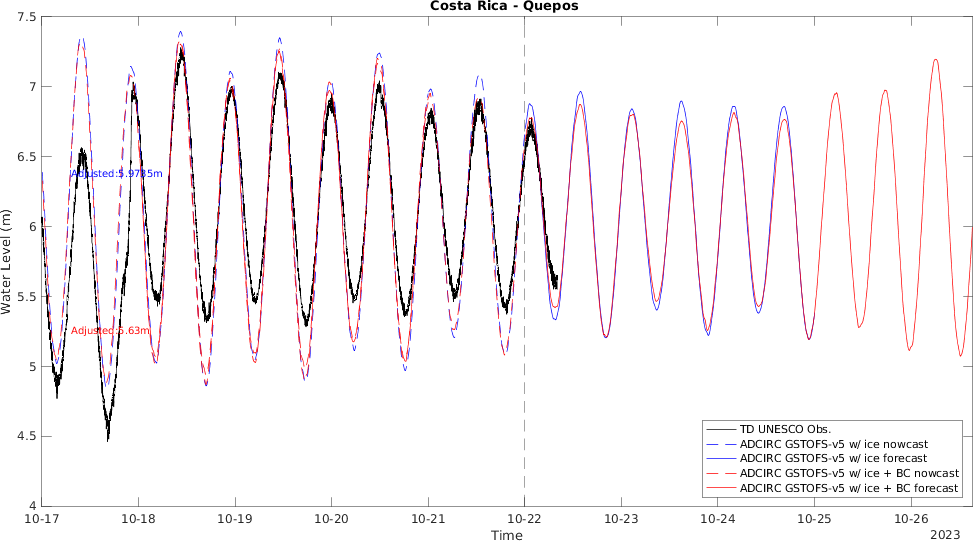 Costa Rica - Quepos
7.5
7
6.5
6
5.5
5
4.5
4
Water Level (m)
Adjusted:5.9735m
Adjusted:5.63m
TD UNESCO Obs.
ADCIRC GSTOFS-v5 w/ ice nowcast
ADCIRC GSTOFS-v5 w/ ice forecast
ADCIRC GSTOFS-v5 w/ ice + BC nowcast
ADCIRC GSTOFS-v5 w/ ice + BC forecast
10-17 10-18 10-19 10-20 10-21 10-22 10-23 10-24 10-25 10-26
Time
2023